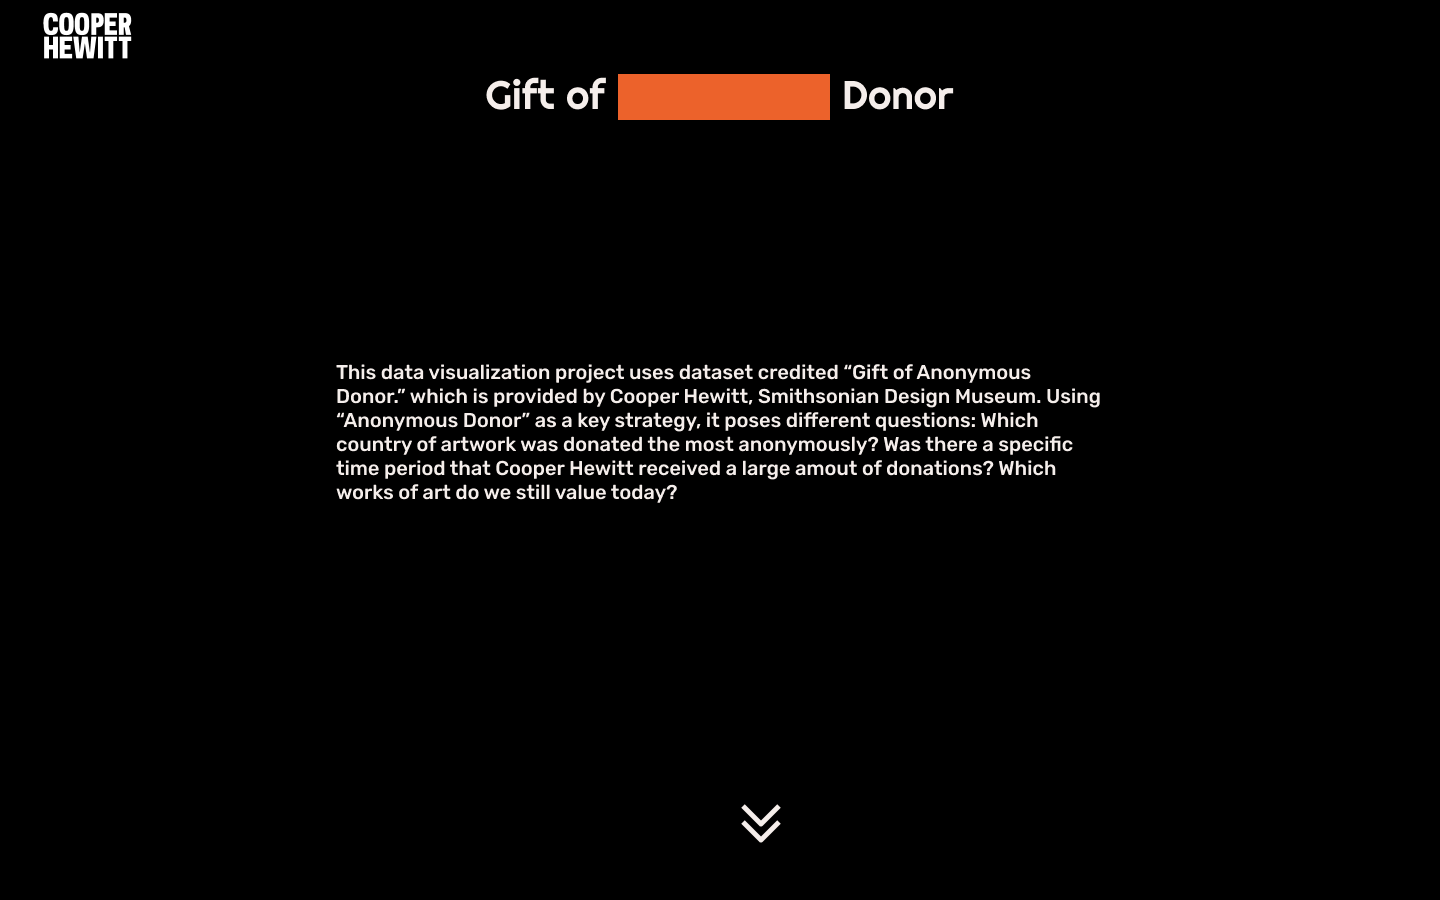 COOPER
HEWITT
Gift of Donor
This data visualization project uses dataset credited “Gift of Anonymous
Donor.” which is provided by Cooper Hewitt, Smithsonian Design Museum. Using
“Anonymous Donor” as a key strategy, it poses different questions: Which
country of artwork was donated the most anonymously? Was there a specific
time period that Cooper Hewitt received a large amout of donations? Which
works of art do we still value today?